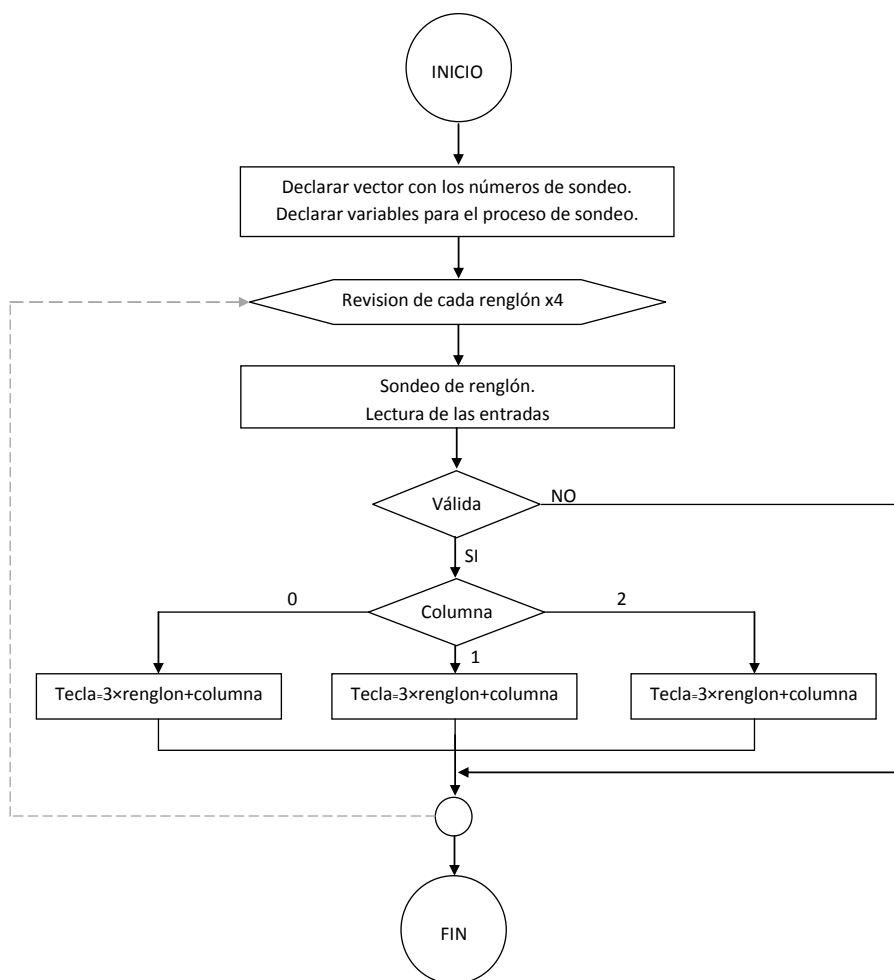 INICIO
Declarar vector con los números de sondeo.
Declarar variables para el proceso de sondeo.
Revision de cada renglón x4
Sondeo de renglón.
Lectura de las entradas
Válida
NO
SI
0
Columna
2
1
Tecla=3×renglon+columna
Tecla=3×renglon+columna
Tecla=3×renglon+columna
FIN